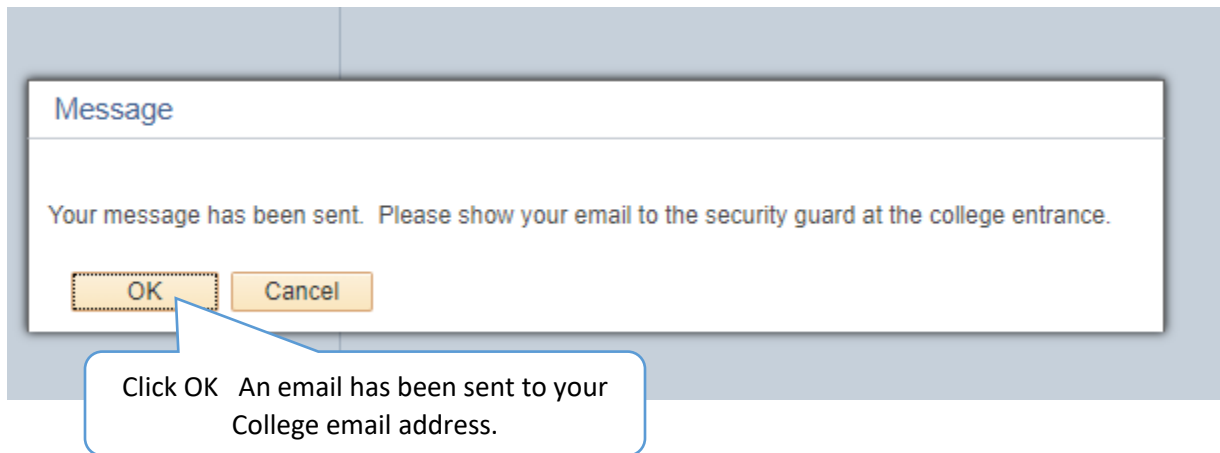 Message
Your message has been sent.  Please show your email to the security guard at the college entrance.
OK
Cancel
Click OK   An email has been sent to your
College email address.